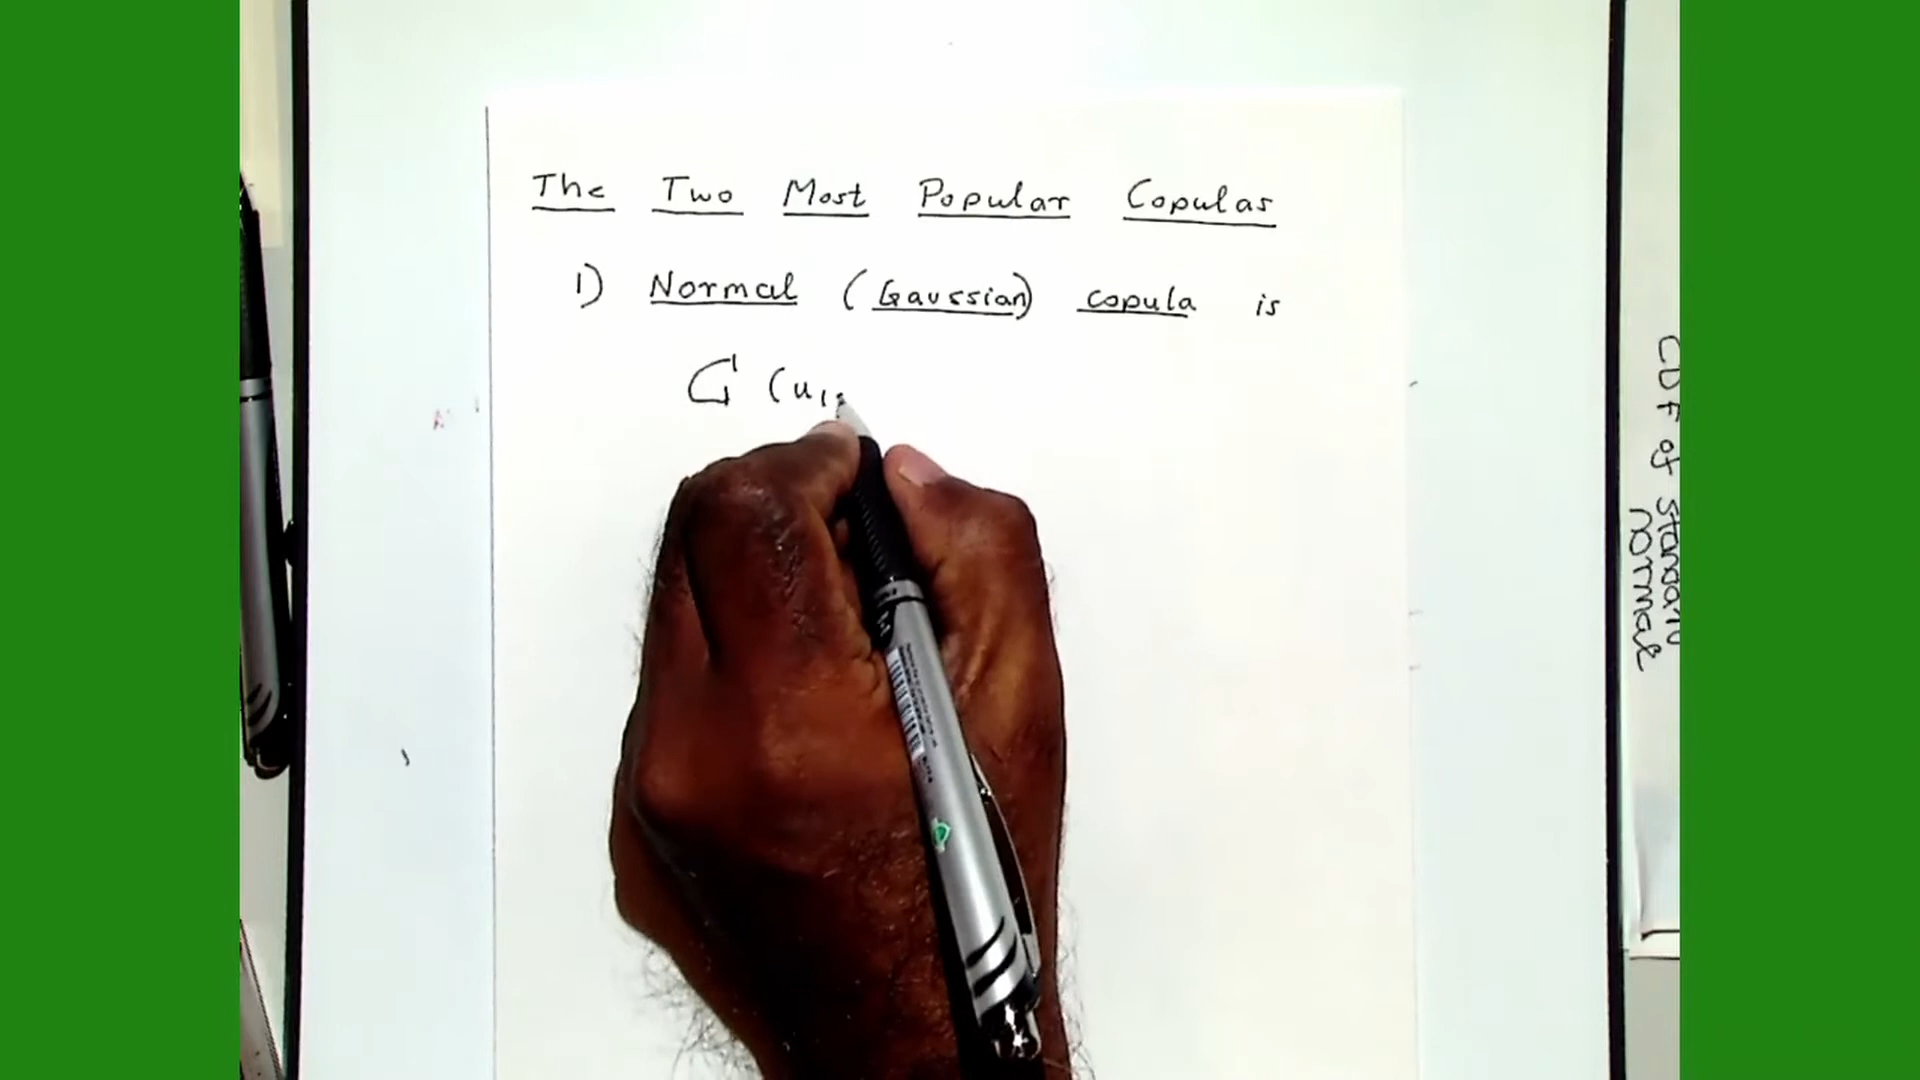 The Two Most Popular Copulas
1) Normal (Gaussian) copula is
C (u1,
CDF of standard
normal